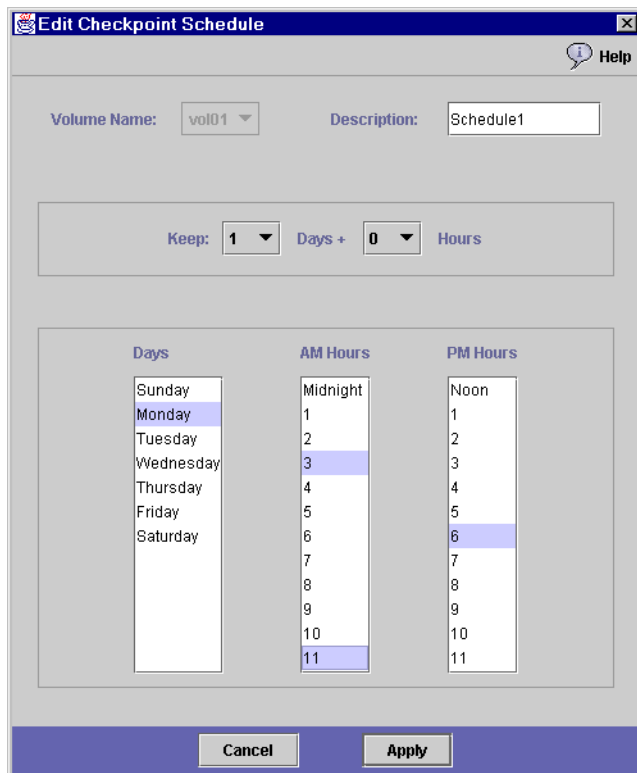 Edit Checkpoint Schedule
Help
Volume Name: vol01 Description: Schedule1
Keep: 1 Days + 0 Hours
Days AM Hours PM Hours
Sunday Midnight Noon
Monday 1 1
Tuesday 2 2
Wednesday 3 3
Thursday 4 4
Friday 5 5
Saturday 6 6
7 7
8 8
9 9
10 10
11 11
Cancel Apply